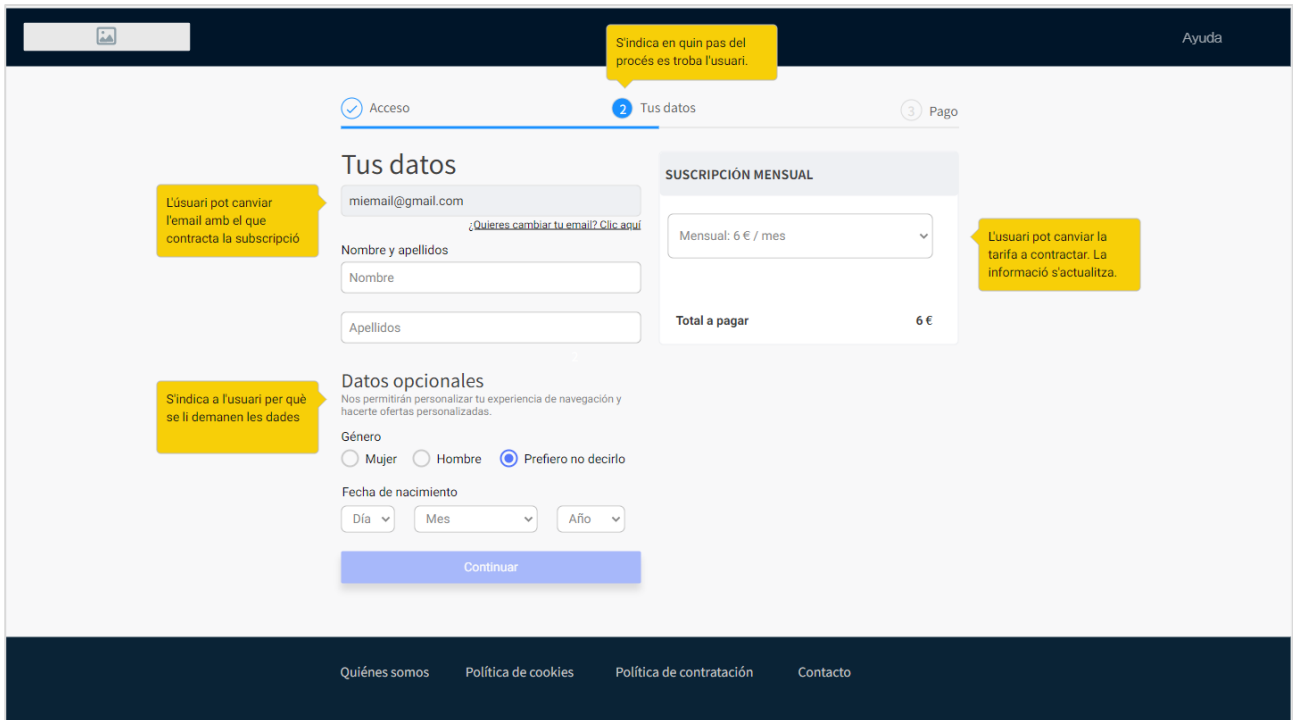 S'indica en quin pas del
procés es troba l'usuari.
Ayuda
Acceso
2 Tus datos
3 Pago
Tus datos
SUSCRIPCIÓN MENSUAL
L'úsuari pot canviar
l'email amb el que
contracta la subscripció
miemail@gmail.com
¿Quieres cambiar tu email? Clic aquí
Mensual: 6 € / mes
L'usuari pot canviar la
tarifa a contractar. La
informació s'actualitza.
Nombre y apellidos
Nombre
Apellidos
Total a pagar 6 €
S'indica a l'usuari per què
se li demanen les dades
Datos opcionales
Nos permitirán personalizar tu experiencia de navegación y
hacerte ofertas personalizadas.
Género
Mujer Hombre Prefiero no decirlo
Fecha de nacimiento
Día Mes Año
Continuar
Quiénes somos Política de cookies Política de contratación Contacto